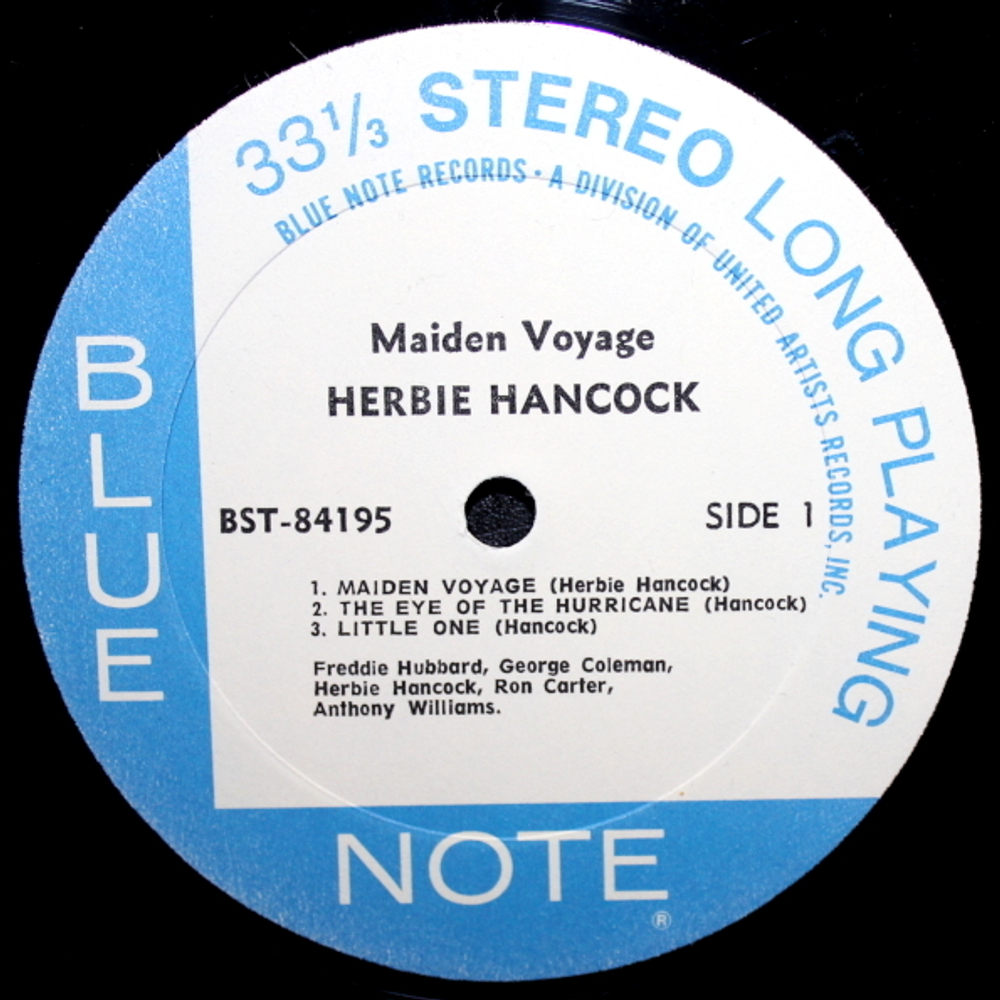 33⅓ STEREO LONG PLAYING
BLUE NOTE RECORDS · A DIVISION OF UNITED ARTISTS RECORDS, INC.
Maiden Voyage
HERBIE HANCOCK
BST-84195
SIDE 1
1. MAIDEN VOYAGE (Herbie Hancock)
2. THE EYE OF THE HURRICANE (Hancock)
3. LITTLE ONE (Hancock)
Freddie Hubbard, George Coleman,
Herbie Hancock, Ron Carter,
Anthony Williams.
BLUE
NOTE
®